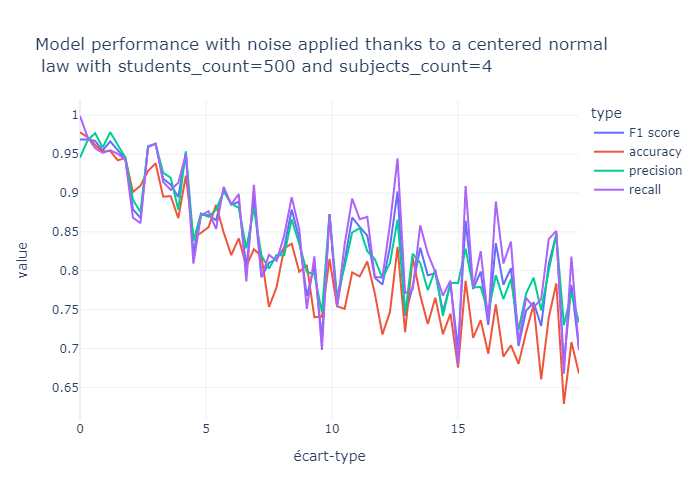 Model performance with noise applied thanks to a centered normal
law with students_count=500 and subjects_count=4
type
F1 score
accuracy
precision
recall
1
0.95
0.9
0.85
0.8
0.75
0.7
0.65
value
0
5
10
15
écart-type